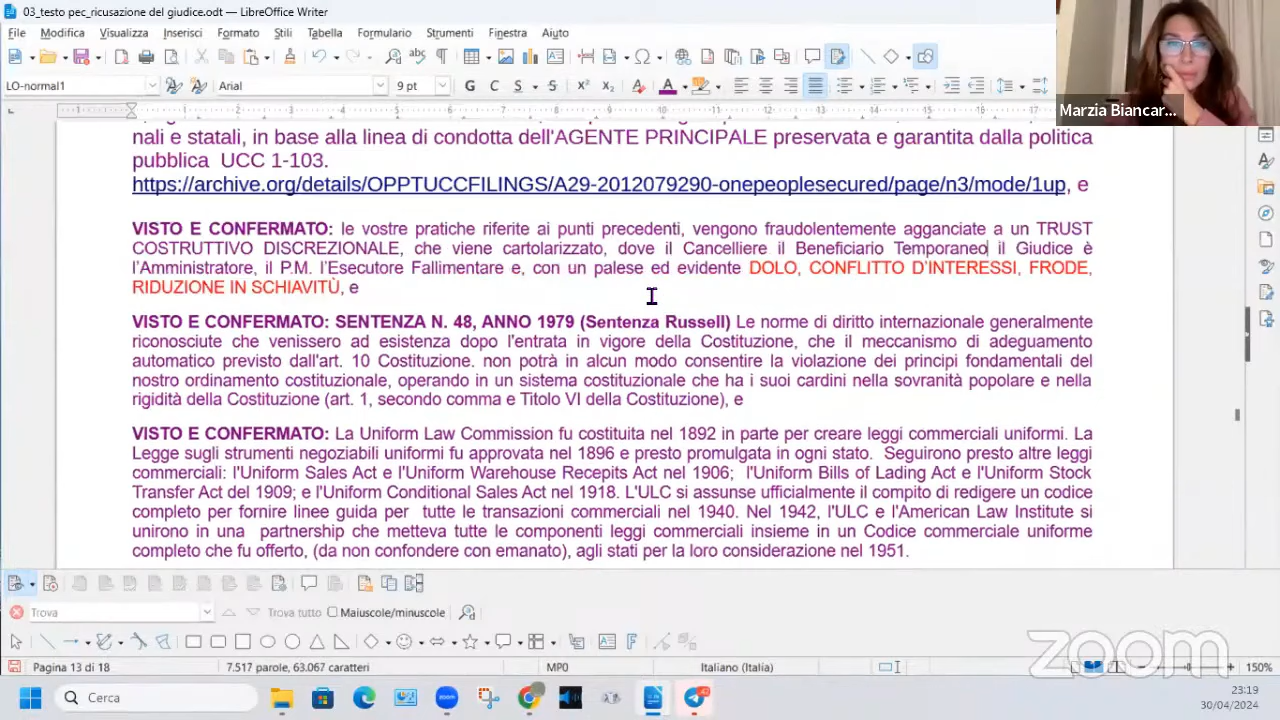 03_testo pec_ricusazione del giudice.odt — LibreOffice Writer
File Modifica Visualizza Inserisci Formato Stili Tabella Formulario Strumenti Finestra Aiuto
LO-normal1 Arial 9 pt G C S
Marzia Biancar...
nali e statali, in base alla linea di condotta dell'AGENTE PRINCIPALE preservata e garantita dalla politica
pubblica UCC 1-103.
https://archive.org/details/OPPTUCCFILINGS/A29-2012079290-onepeoplesecured/page/n3/mode/1up, e
VISTO E CONFERMATO: le vostre pratiche riferite ai punti precedenti, vengono fraudolentemente agganciate a un TRUST
COSTRUTTIVO DISCREZIONALE, che viene cartolarizzato, dove il Cancelliere il Beneficiario Temporaneo il Giudice è
l'Amministratore, il P.M. l'Esecutore Fallimentare e, con un palese ed evidente DOLO, CONFLITTO D'INTERESSI, FRODE,
RIDUZIONE IN SCHIAVITÙ, e
VISTO E CONFERMATO: SENTENZA N. 48, ANNO 1979 (Sentenza Russell) Le norme di diritto internazionale generalmente
riconosciute che venissero ad esistenza dopo l'entrata in vigore della Costituzione, che il meccanismo di adeguamento
automatico previsto dall'art. 10 Costituzione. non potrà in alcun modo consentire la violazione dei principi fondamentali del
nostro ordinamento costituzionale, operando in un sistema costituzionale che ha i suoi cardini nella sovranità popolare e nella
rigidità della Costituzione (art. 1, secondo comma e Titolo VI della Costituzione), e
VISTO E CONFERMATO: La Uniform Law Commission fu costituita nel 1892 in parte per creare leggi commerciali uniformi. La
Legge sugli strumenti negoziabili uniformi fu approvata nel 1896 e presto promulgata in ogni stato. Seguirono presto altre leggi
commerciali: l'Uniform Sales Act e l'Uniform Warehouse Recepits Act nel 1906; l'Uniform Bills of Lading Act e l'Uniform Stock
Transfer Act del 1909; e l'Uniform Conditional Sales Act nel 1918. L'ULC si assunse ufficialmente il compito di redigere un codice
completo per fornire linee guida per tutte le transazioni commerciali nel 1940. Nel 1942, l'ULC e l'American Law Institute si
unirono in una partnership che metteva tutte le componenti leggi commerciali insieme in un Codice commerciale uniforme
completo che fu offerto, (da non confondere con emanato), agli stati per la loro considerazione nel 1951.
Trova Trova tutto Maiuscole/minuscole
zoom
Pagina 13 di 18 7.517 parole, 63.067 caratteri MP0 Italiano (Italia) 150%
Cerca
23:19
30/04/2024